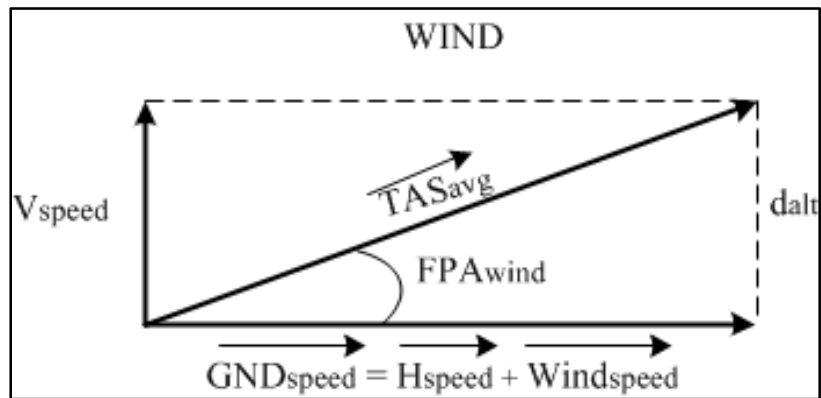 WIND
TASavg
Vspeed
dalt
FPAwind
GNDspeed = Hspeed + Windspeed